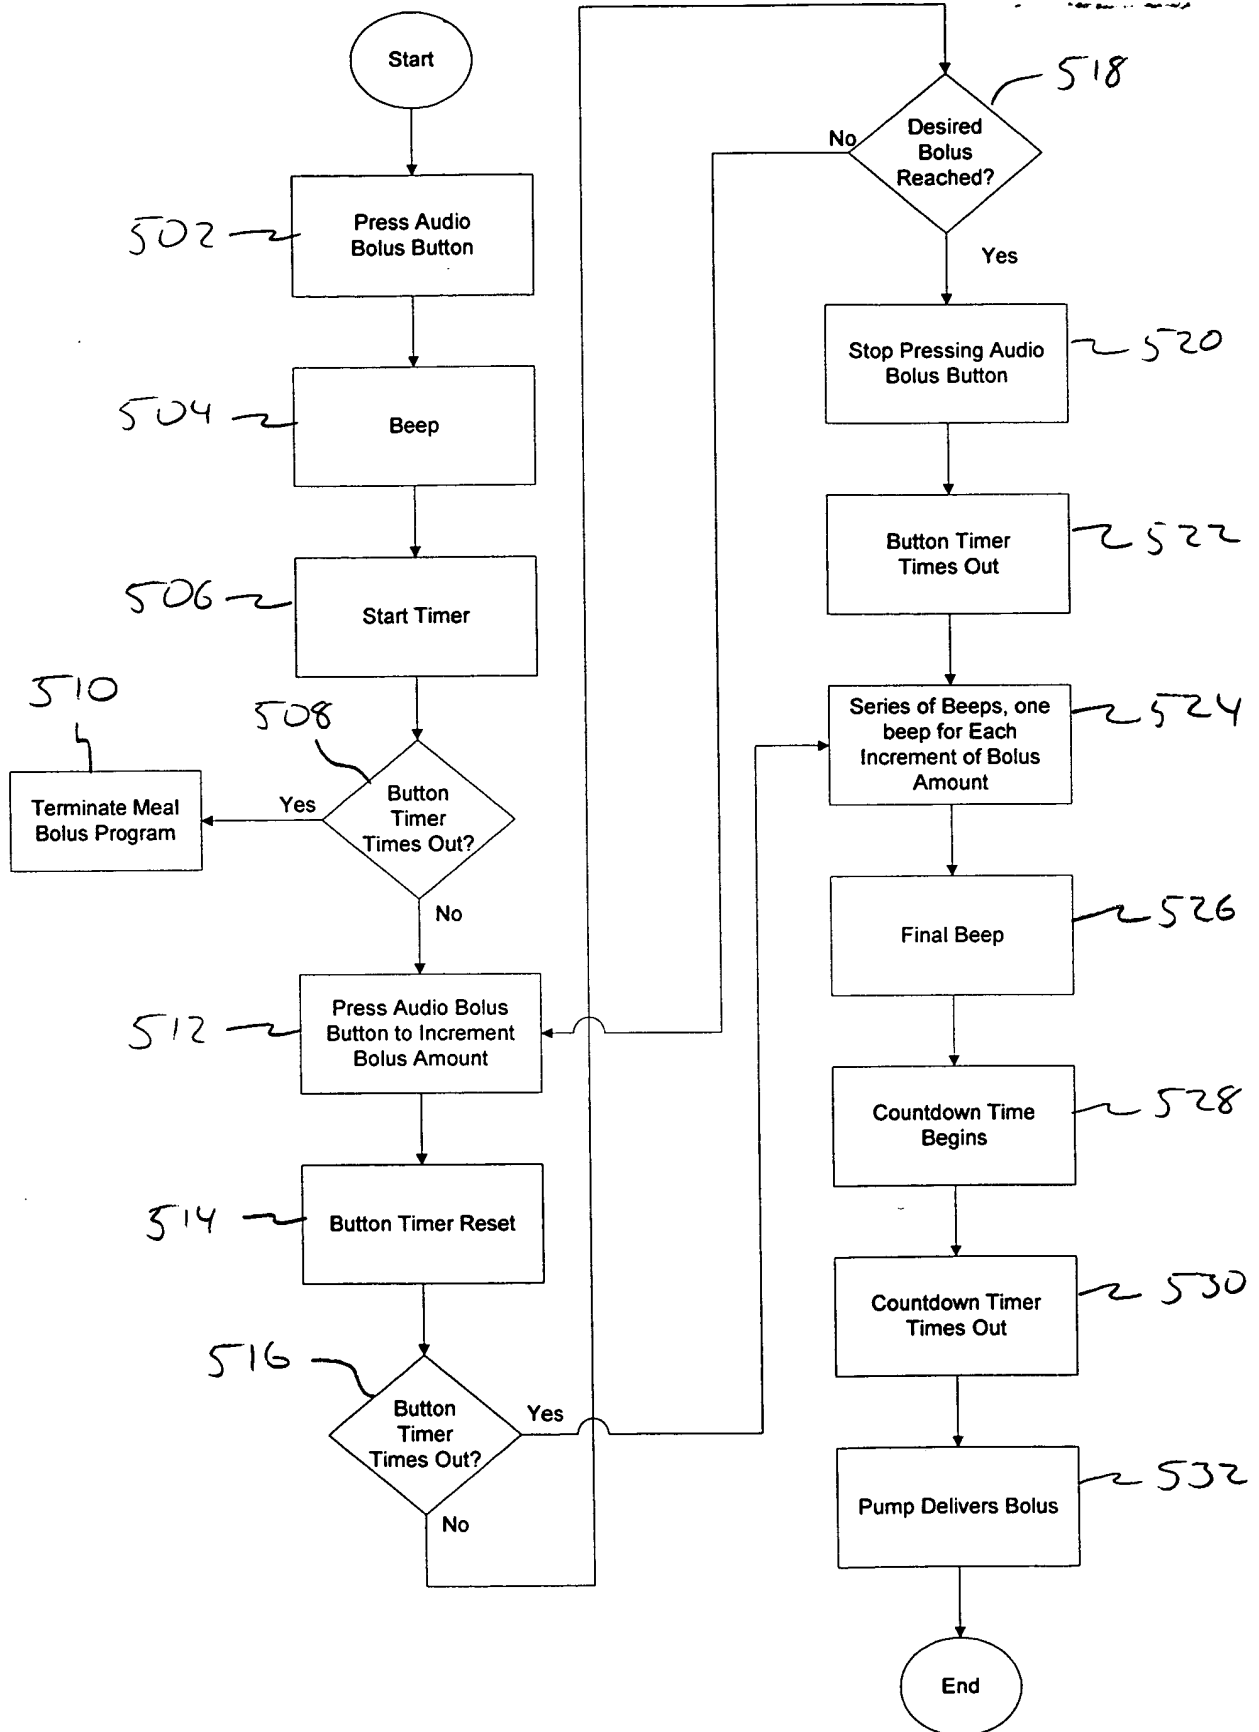 Start
502
Press Audio
Bolus Button
504
Beep
506
Start Timer
508
Button
Timer
Times Out?
Yes
510
Terminate Meal
Bolus Program
No
512
Press Audio Bolus
Button to Increment
Bolus Amount
514
Button Timer Reset
516
Button
Timer
Times Out?
Yes
No
518
Desired
Bolus
Reached?
No
Yes
520
Stop Pressing Audio
Bolus Button
522
Button Timer
Times Out
524
Series of Beeps, one
beep for Each
Increment of Bolus
Amount
526
Final Beep
528
Countdown Time
Begins
530
Countdown Timer
Times Out
532
Pump Delivers Bolus
End